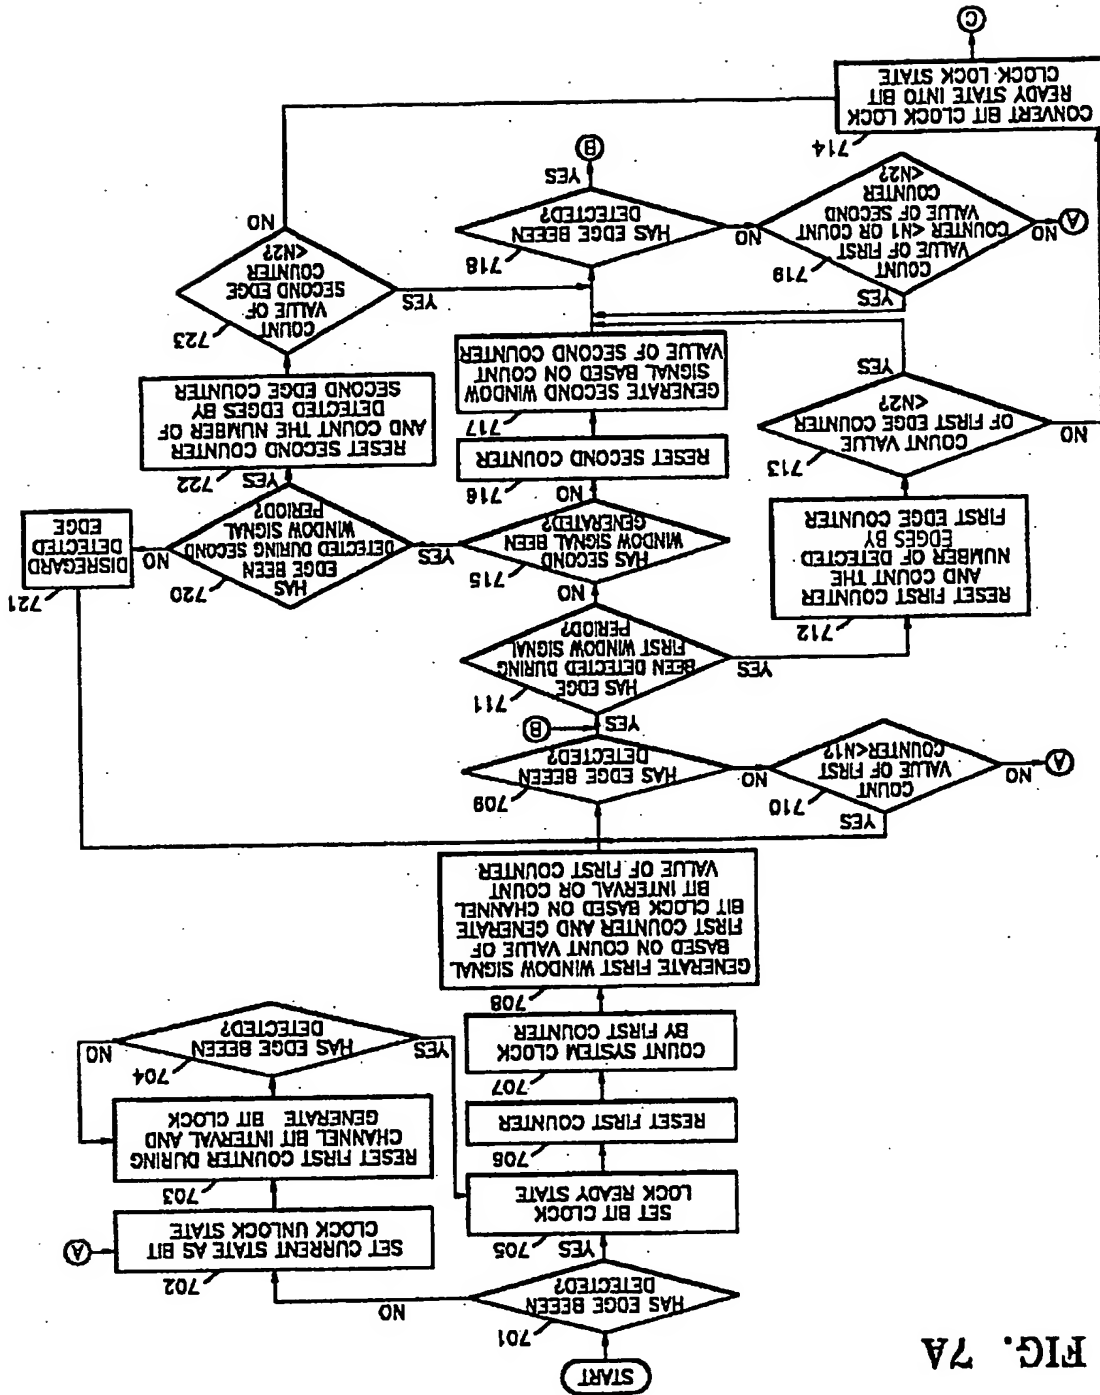 FIG. 7A
START
701
HAS EDGE BEEEN
DETECTED?
NO
YES
702
SET CURRENT STATE AS BIT
CLOCK UNLOCK STATE
A
703
RESET FIRST COUNTER DURING
CHANNEL BIT INTERVAL AND
GENERATE BIT CLOCK
704
HAS EDGE BEEEN
DETECTED?
YES
NO
705
SET BIT CLOCK
LOCK READY STATE
706
RESET FIRST COUNTER
707
COUNT SYSTEM CLOCK
BY FIRST COUNTER
708
GENERATE FIRST WINDOW SIGNAL
BASED ON COUNT VALUE OF
FIRST COUNTER AND GENERATE
BIT CLOCK BASED ON CHANNEL
BIT INTERVAL OR COUNT
VALUE OF FIRST COUNTER
709
HAS EDGE BEEEN
DETECTED?
NO
YES
B
710
COUNT
VALUE OF FIRST
COUNTER<N1?
YES
NO
A
711
HAS EDGE
BEEN DETECTED DURING
FIRST WINDOW SIGNAL
PERIOD?
YES
NO
712
RESET FIRST COUNTER
AND COUNT THE
NUMBER OF DETECTED
EDGES BY
FIRST EDGE COUNTER
713
COUNT VALUE
OF FIRST EDGE COUNTER
<N2?
NO
YES
714
CONVERT BIT CLOCK LOCK
READY STATE INTO BIT
CLOCK LOCK STATE
C
715
HAS SECOND
WINDOW SIGNAL BEEN
GENERATED?
YES
NO
716
RESET SECOND COUNTER
717
GENERATE SECOND WINDOW
SIGNAL BASED ON COUNT
VALUE OF SECOND COUNTER
718
HAS EDGE BEEEN
DETECTED?
NO
YES
B
719
COUNT
VALUE OF FIRST
COUNTER <N1 OR COUNT
VALUE OF SECOND
COUNTER
<N2?
YES
NO
A
720
HAS
EDGE BEEN
DETECTED DURING SECOND
WINDOW SIGNAL
PERIOD?
NO
YES
721
DISREGARD
DETECTED
EDGE
722
RESET SECOND COUNTER
AND COUNT THE NUMBER OF
DETECTED EDGES BY
SECOND EDGE COUNTER
723
COUNT
VALUE OF
SECOND EDGE
COUNTER
<N2?
YES
NO